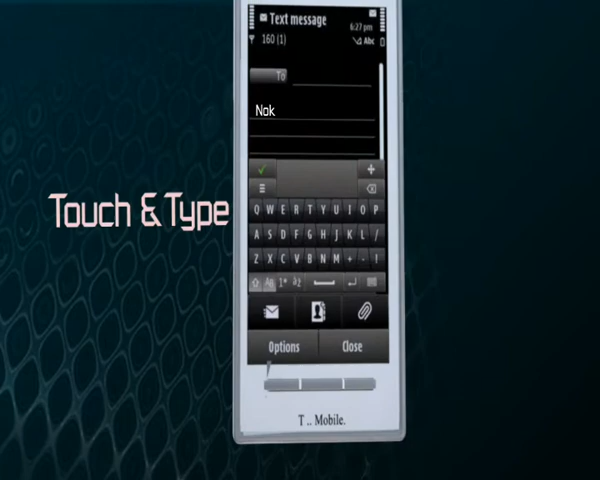 Text message
6:27 pm
160 (1)
Abc
To
Nok
Touch & Type
Q W E R T Y U I O P
A S D F G H J K L /
Z X C V B N M + - !
Options Close
T .. Mobile.